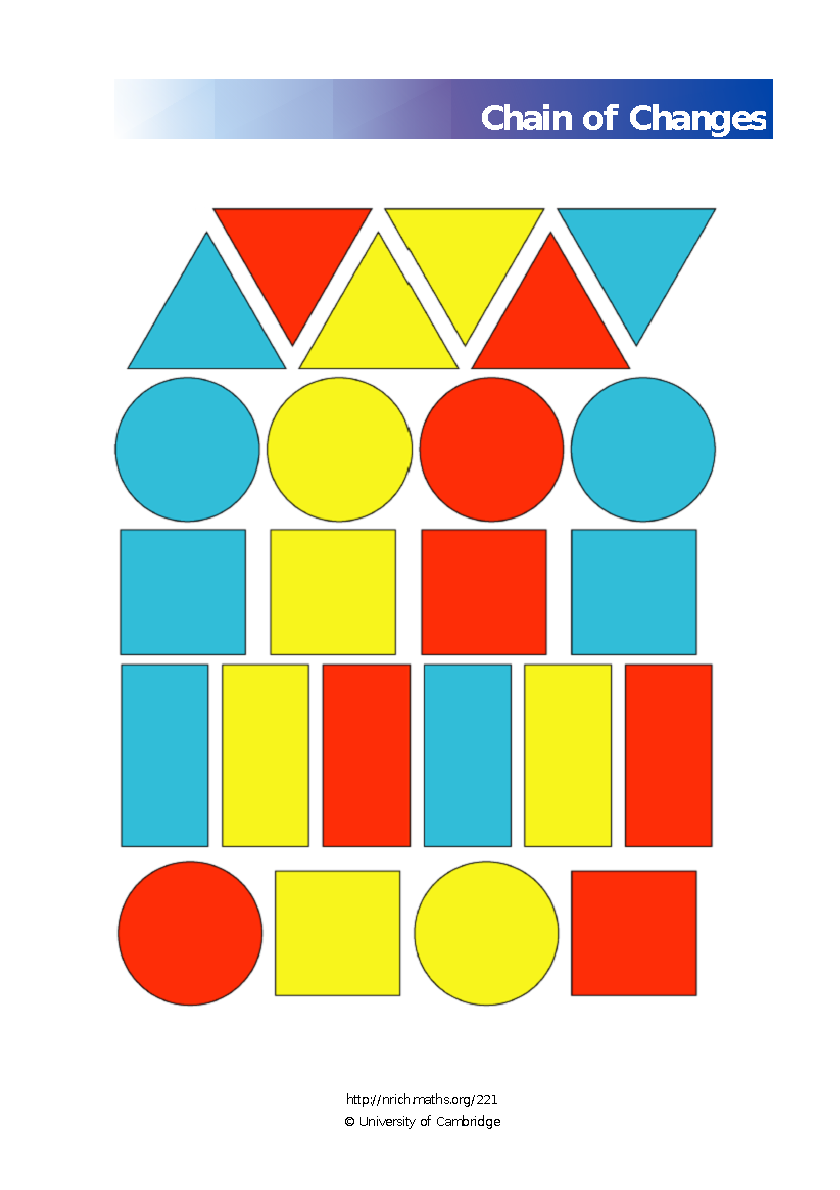 Chain of Changes
http://nrich.maths.org/221
© University of Cambridge